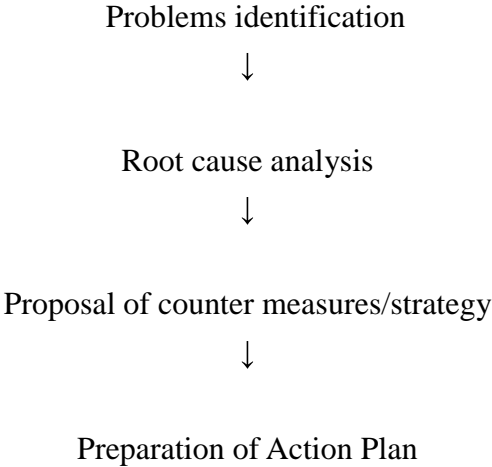 Problems identification
↓
Root cause analysis
↓
Proposal of counter measures/strategy
↓
Preparation of Action Plan